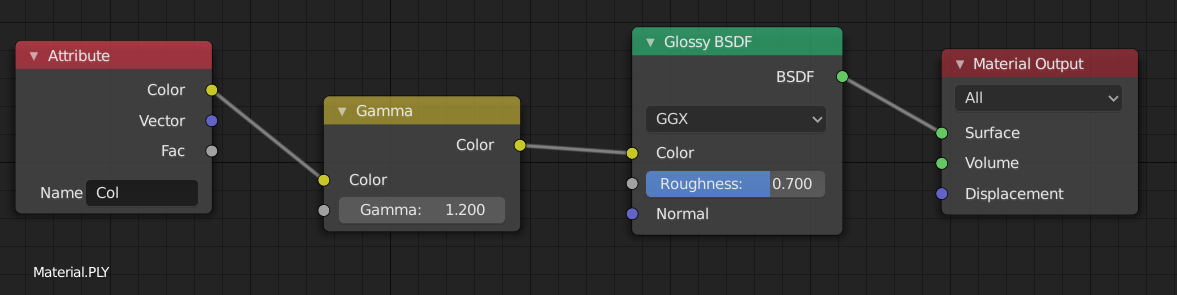 Attribute
Color
Vector
Fac
Name Col
Gamma
Color
Color
Gamma: 1.200
Glossy BSDF
BSDF
GGX
Color
Roughness: 0.700
Normal
Material Output
All
Surface
Volume
Displacement
Material.PLY